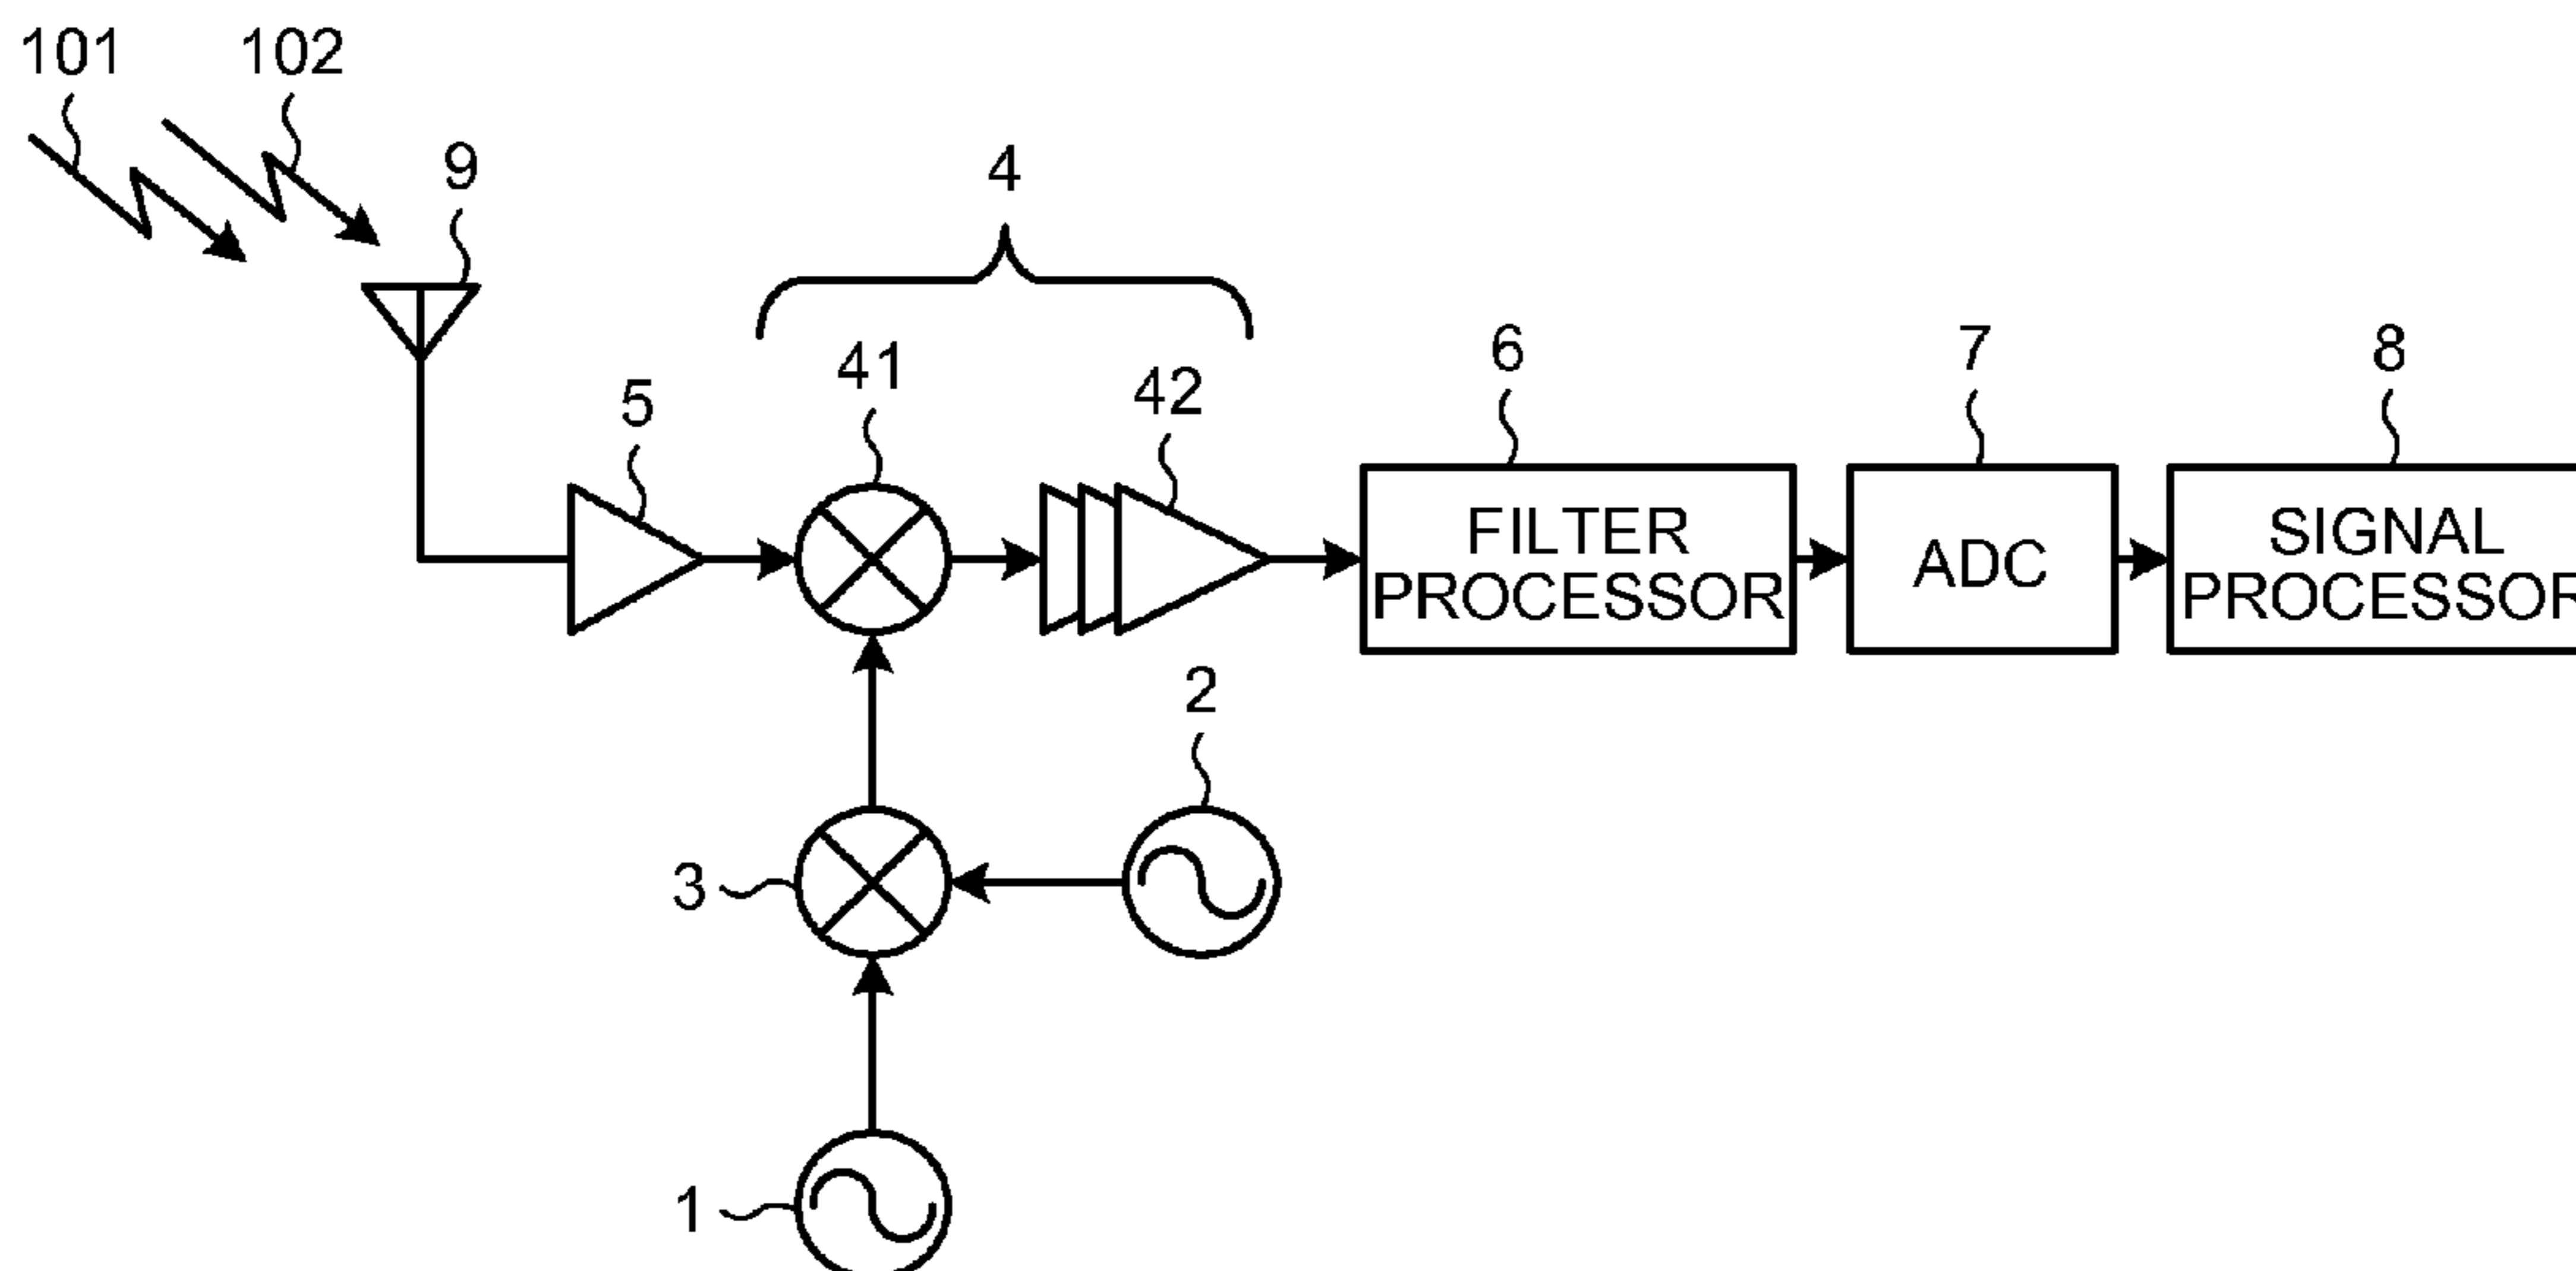 101
102
9
4
5
41
42
6
7
8
FILTER
PROCESSOR
ADC
SIGNAL
PROCESSOR
2
3
1